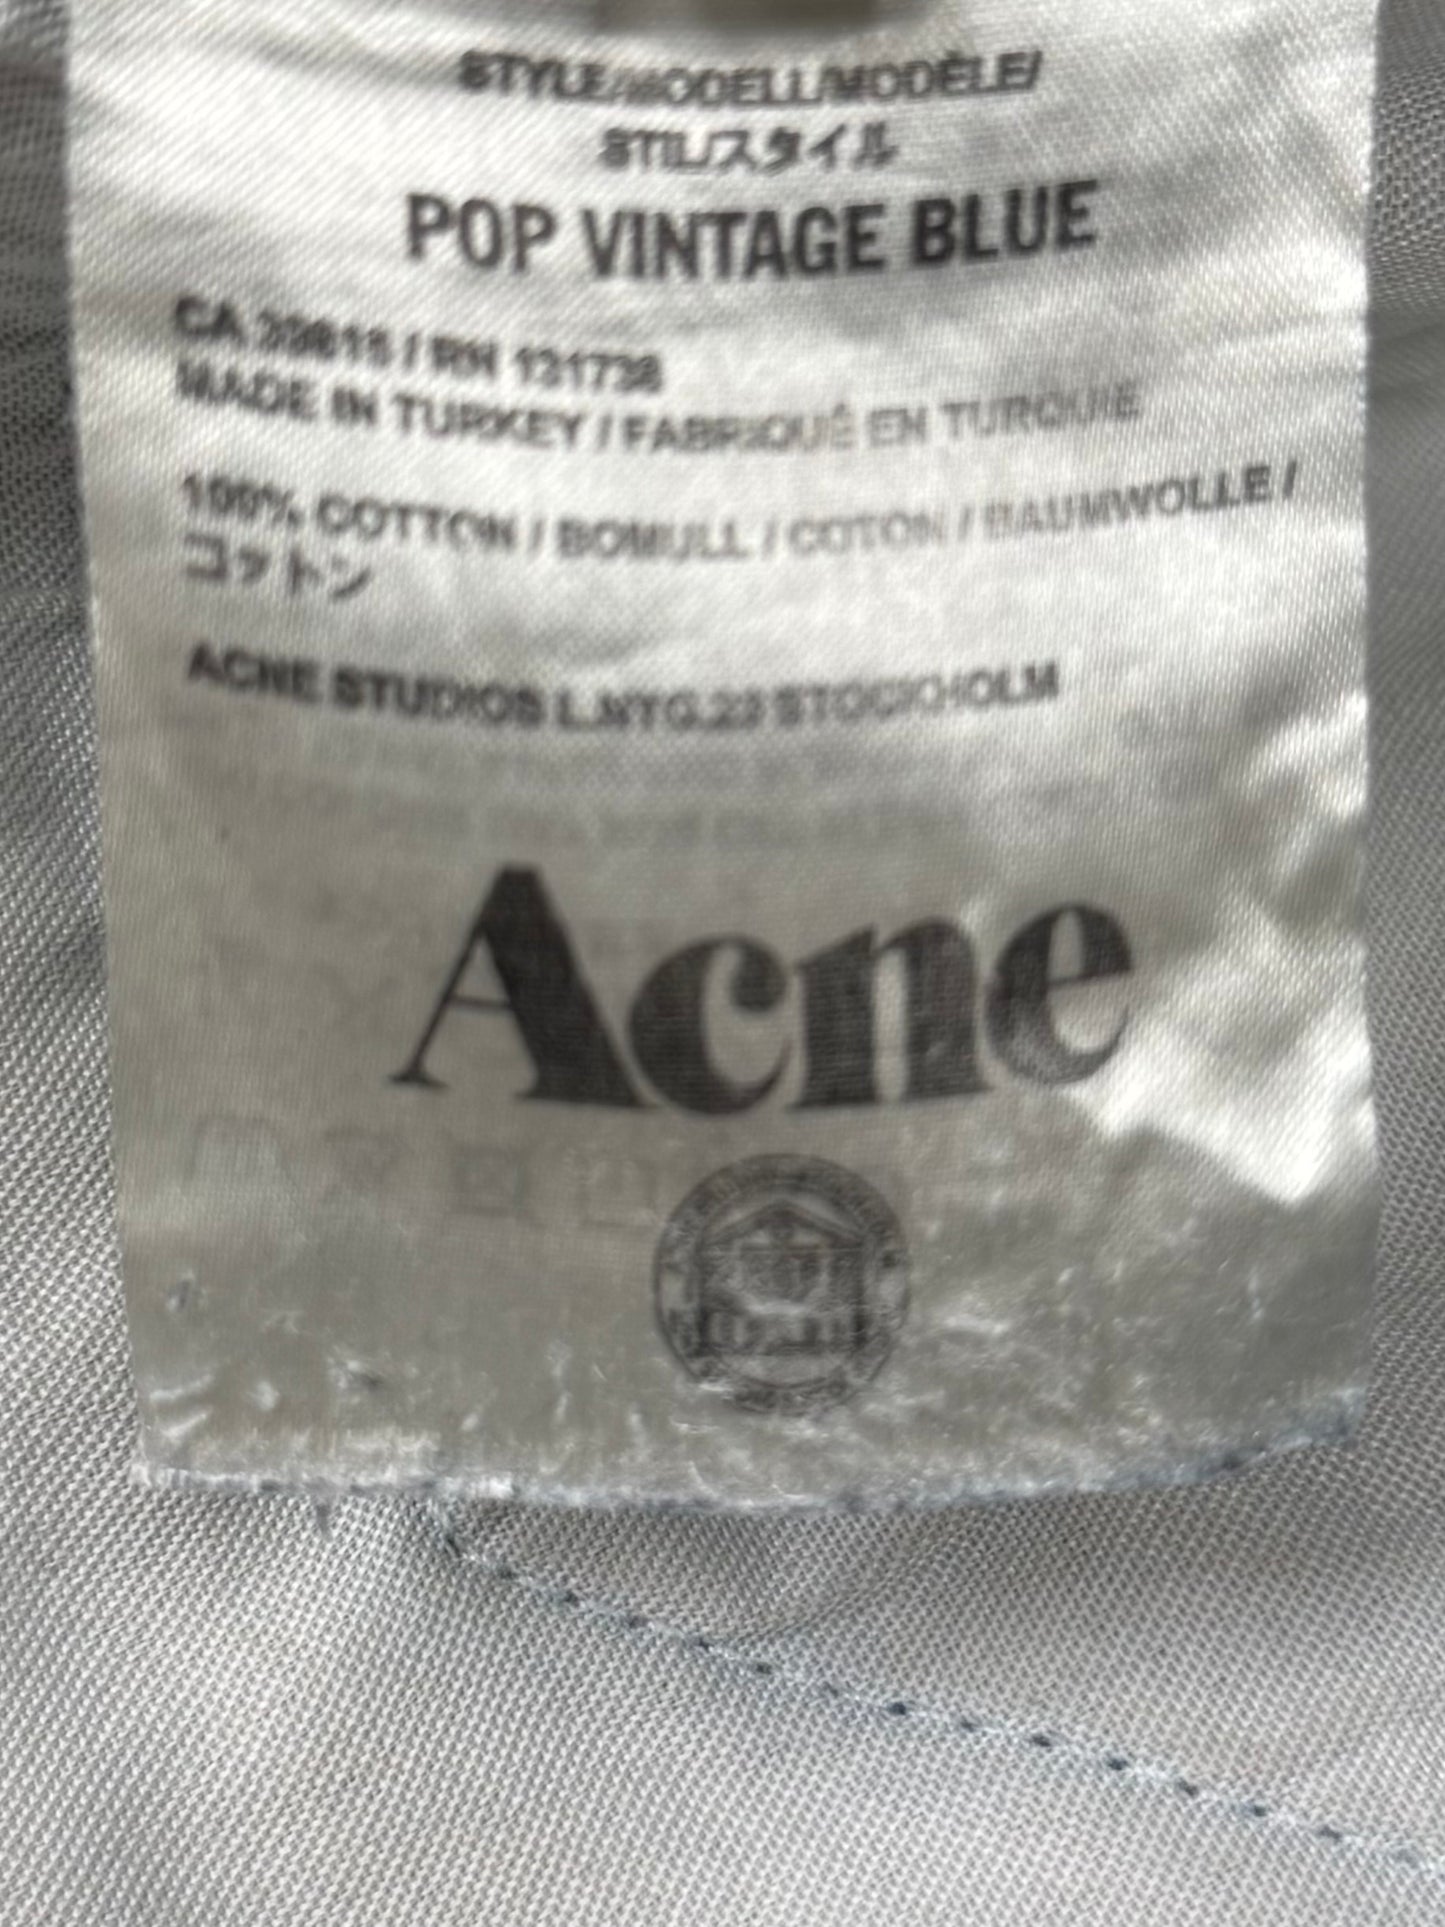 STYLE/MODELL/MODÈLE/
STIL/スタイル
POP VINTAGE BLUE
CA 39615 / RN 131738
MADE IN TURKEY / FABRIQUÉ EN TURQUIE
100% COTTON / BOMULL / COTON / BAUMWOLLE /
コットン
ACNE STUDIOS L.NYG.23 STOCKHOLM
Acne